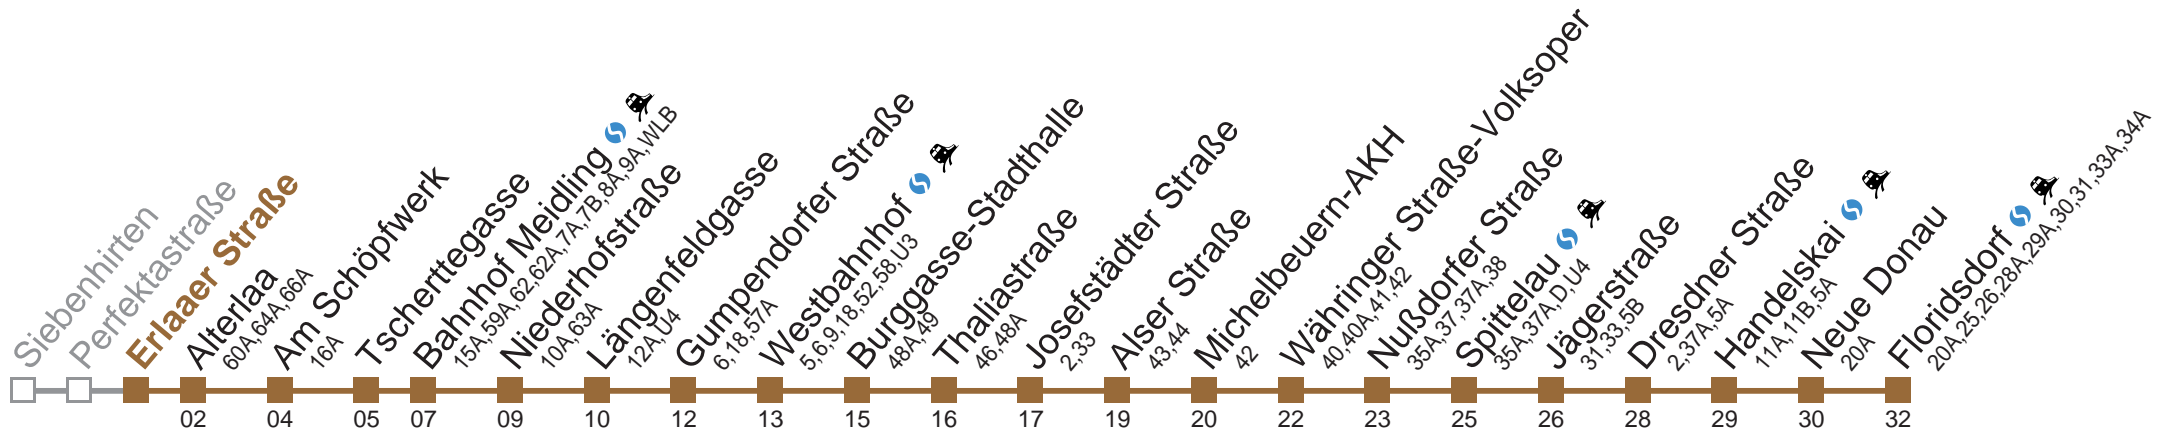 Siebenhirten
Perfektastraße
Erlaaer Straße
Alterlaa
60A,64A,66A
Am Schöpfwerk
16A
Tscherttegasse
Bahnhof Meidling
15A,59A,62,62A,7A,7B,8A,9A,WLB
Niederhofstraße
10A,63A
Längenfeldgasse
12A,U4
Gumpendorfer Straße
6,18,57A
Westbahnhof
5,6,9,18,52,58,U3
Burggasse-Stadthalle
48A,49
Thaliastraße
46,48A
Josefstädter Straße
2,33
Alser Straße
43,44
Michelbeuern-AKH
42
Währinger Straße-Volksoper
40,40A,41,42
Nußdorfer Straße
35A,37,37A,38
Spittelau
35A,37A,D,U4
Jägerstraße
31,33,5B
Dresdner Straße
2,37A,5A
Handelskai
11A,11B,5A
Neue Donau
20A
Floridsdorf
20A,25,26,28A,29A,30,31,33A,34A
02 04 05 07 09 10 12 13 15 16 17 19 20 22 23 25 26 28 29 30 32